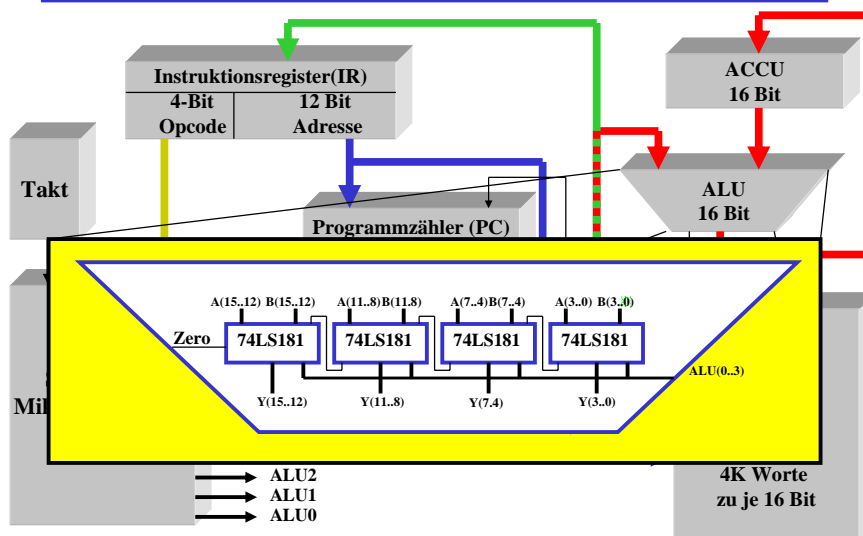 Instruktionsregister(IR)
4-Bit
Opcode
12 Bit
Adresse
ACCU
16 Bit
Takt
ALU
16 Bit
Programmzähler (PC)
A(15..12) B(15..12) A(11..8)B(11.8) A(7..4)B(7..4) A(3..0) B(3..0)
Zero
74LS181 74LS181 74LS181 74LS181
ALU(0..3)
Y(15..12) Y(11..8) Y(7.4) Y(3..0)
4K Worte
zu je 16 Bit
ALU2
ALU1
ALU0